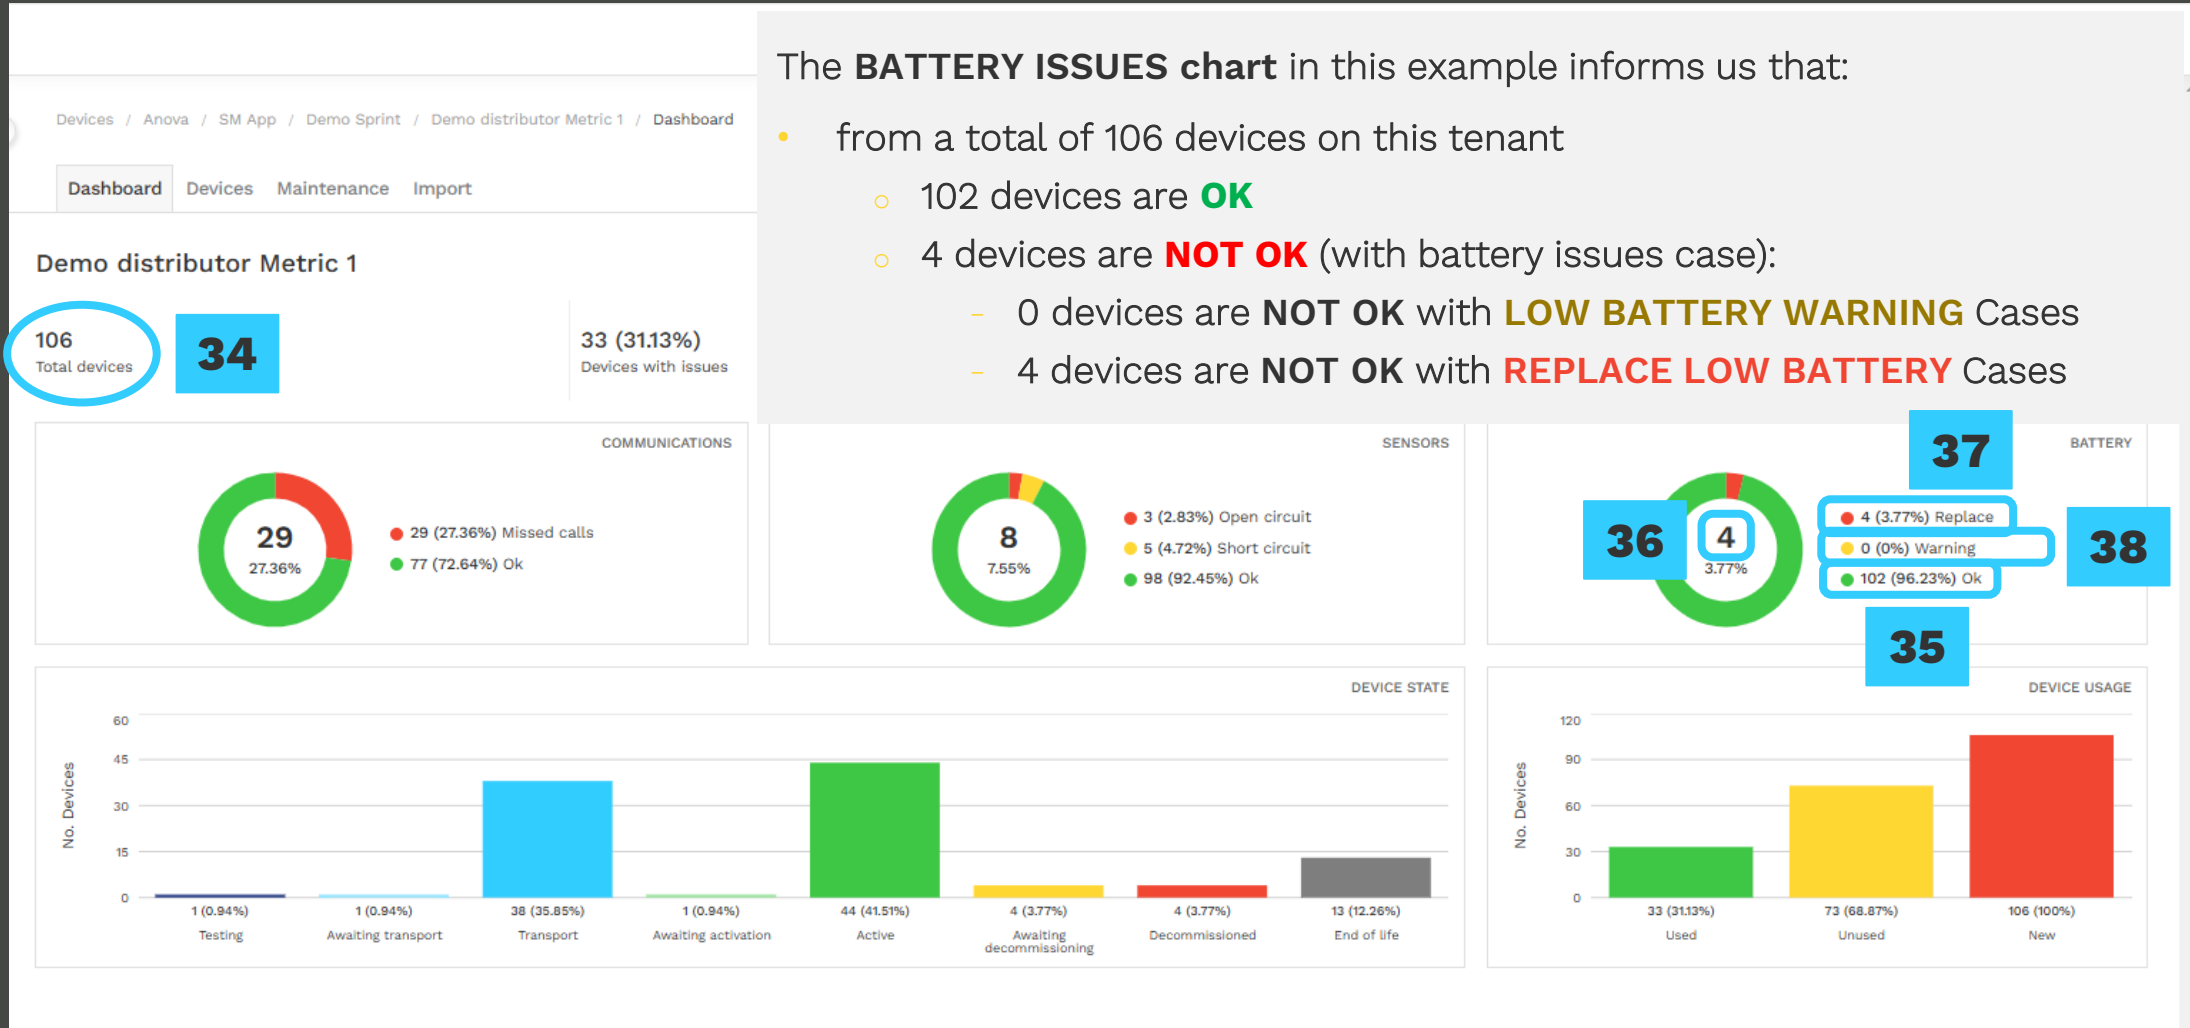 The BATTERY ISSUES chart in this example informs us that:
• from a total of 106 devices on this tenant
○ 102 devices are OK
○ 4 devices are NOT OK (with battery issues case):
– 0 devices are NOT OK with LOW BATTERY WARNING Cases
– 4 devices are NOT OK with REPLACE LOW BATTERY Cases
Devices / Anova / SM App / Demo Sprint / Demo distributor Metric 1 / Dashboard
Dashboard Devices Maintenance Import
Demo distributor Metric 1
106
Total devices
34
33 (31.13%)
Devices with issues
COMMUNICATIONS
29
27.36%
29 (27.36%) Missed calls
77 (72.64%) Ok
SENSORS
8
7.55%
3 (2.83%) Open circuit
5 (4.72%) Short circuit
98 (92.45%) Ok
BATTERY
37
36
4
3.77%
4 (3.77%) Replace
0 (0%) Warning
102 (96.23%) Ok
38
35
DEVICE STATE
No. Devices
60
45
30
15
0
1 (0.94%) 1 (0.94%) 38 (35.85%) 1 (0.94%) 44 (41.51%) 4 (3.77%) 4 (3.77%) 13 (12.26%)
Testing Awaiting transport Transport Awaiting activation Active Awaiting decommissioning Decommissioned End of life
DEVICE USAGE
No. Devices
120
90
60
30
0
33 (31.13%) 73 (68.87%) 106 (100%)
Used Unused New